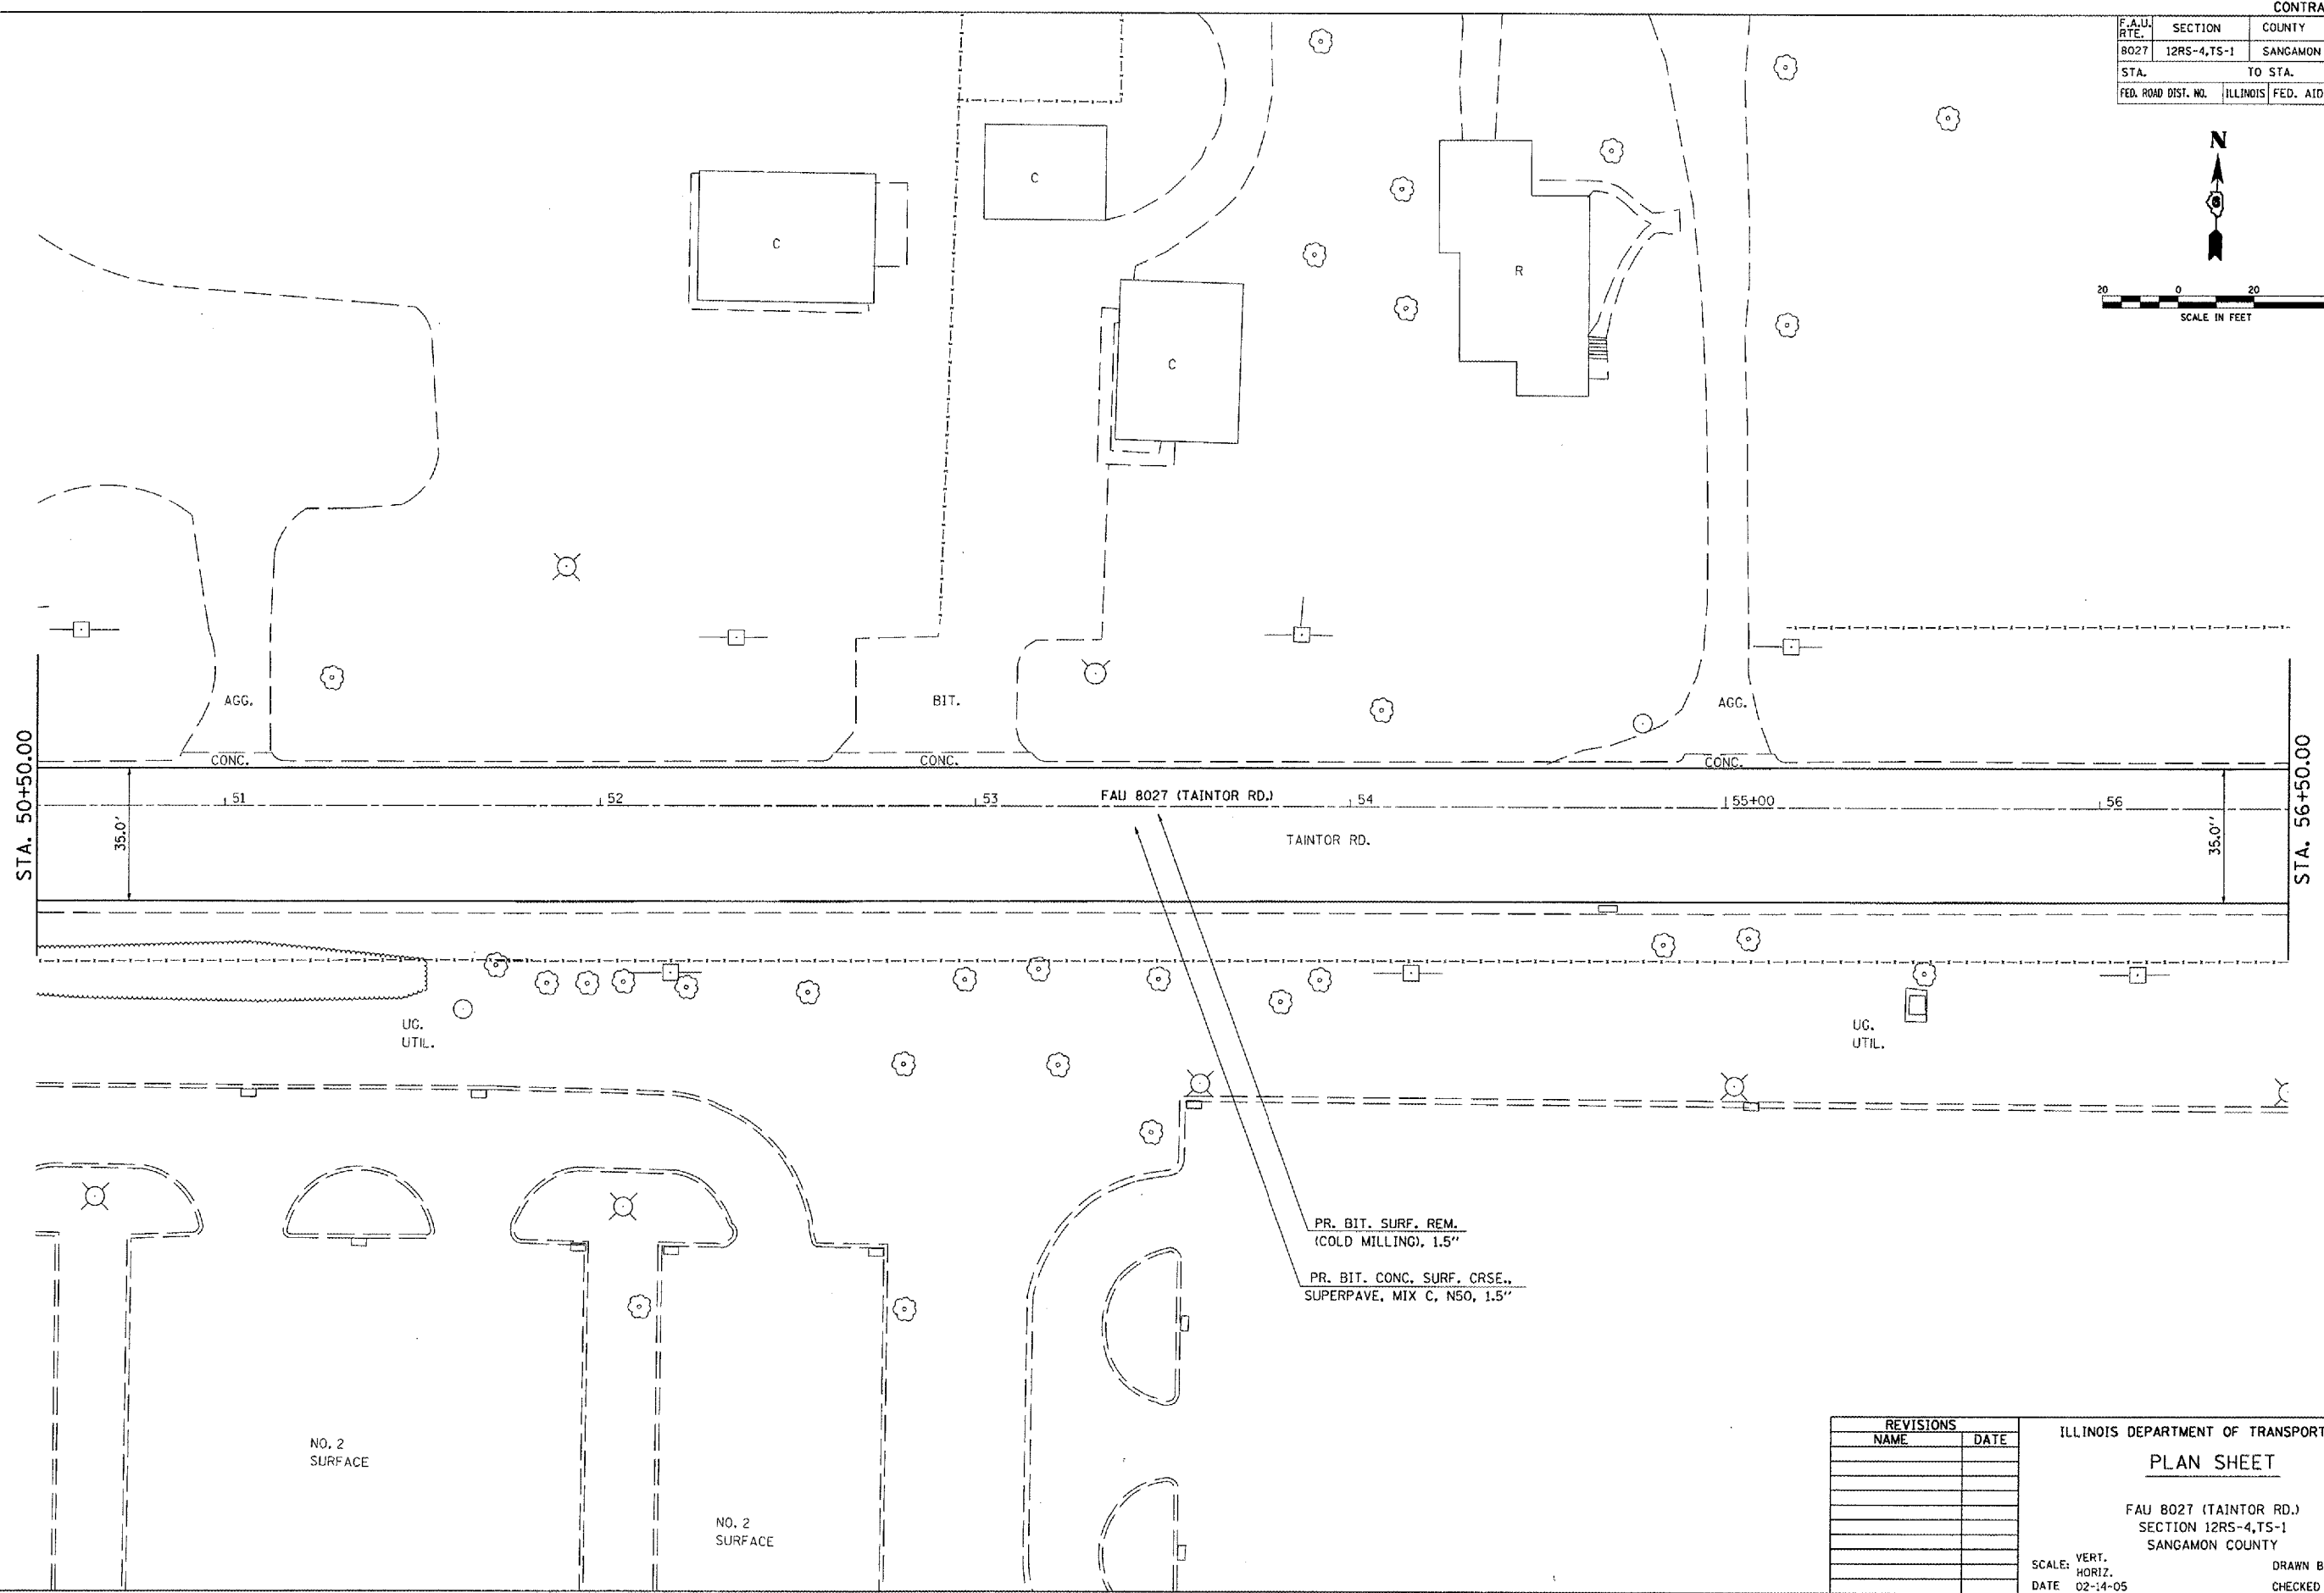 CONTRA
F.A.U. RTE. SECTION COUNTY
8027 12RS-4,TS-1 SANGAMON
STA. TO STA.
FED. ROAD DIST. NO. ILLINOIS FED. AID
N
20 0 20
SCALE IN FEET
C
C
C
R
AGG.
BIT.
AGG.
CONC.
CONC.
CONC.
STA. 50+50.00
STA. 56+50.00
51 52 53 FAU 8027 (TAINTOR RD.) 54 55+00 56
35.0'
35.0''
TAINTOR RD.
UG.
UTIL.
UG.
UTIL.
PR. BIT. SURF. REM.
(COLD MILLING), 1.5''
PR. BIT. CONC. SURF. CRSE.,
SUPERPAVE, MIX C, N50, 1.5''
NO. 2
SURFACE
NO. 2
SURFACE
REVISIONS
NAME DATE
ILLINOIS DEPARTMENT OF TRANSPORT
PLAN SHEET
FAU 8027 (TAINTOR RD.)
SECTION 12RS-4,TS-1
SANGAMON COUNTY
SCALE: VERT.
HORIZ.
DRAWN B
DATE 02-14-05
CHECKED